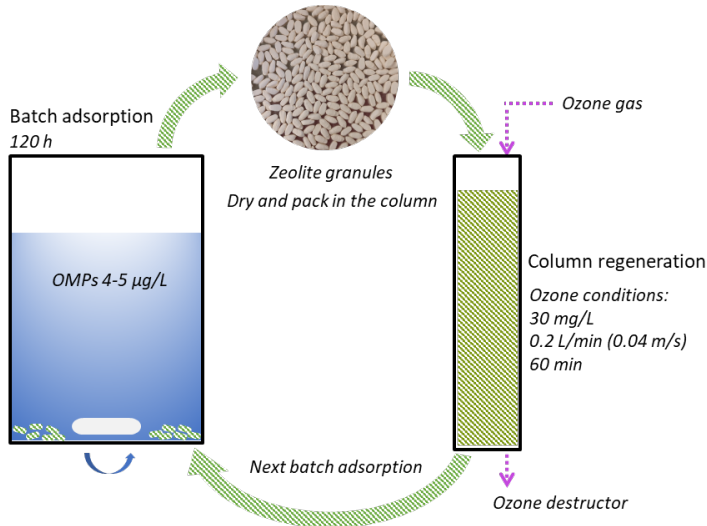 Batch adsorption
120 h
OMPs 4-5 µg/L
Zeolite granules
Dry and pack in the column
Ozone gas
Column regeneration
Ozone conditions:
30 mg/L
0.2 L/min (0.04 m/s)
60 min
Next batch adsorption
Ozone destructor